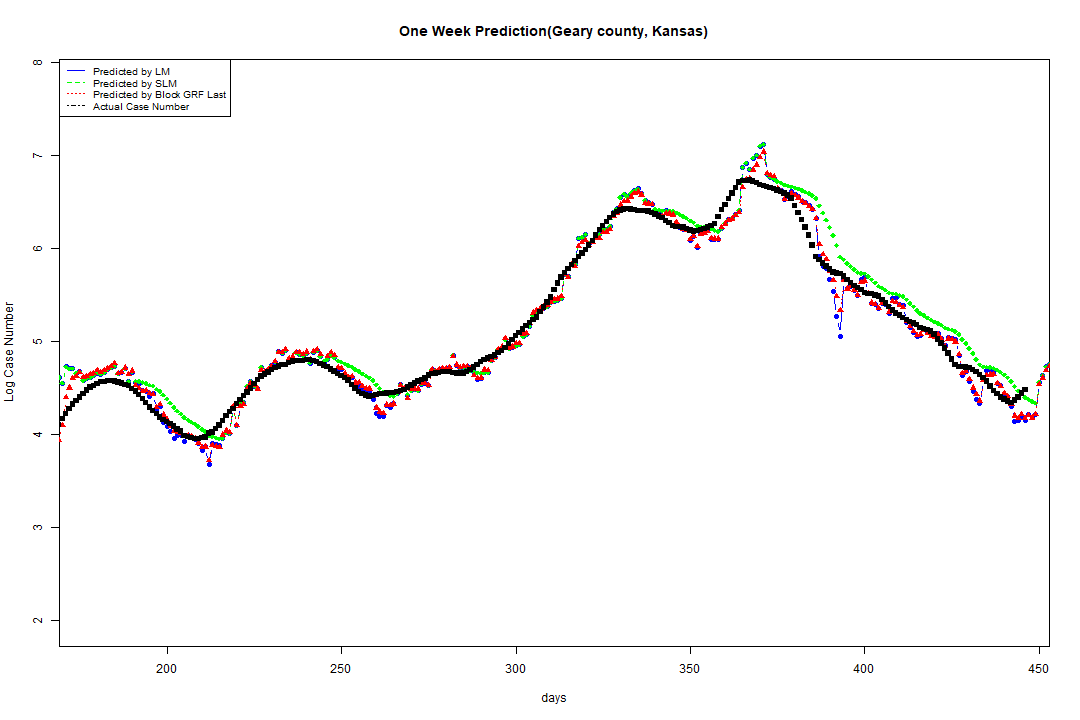 One Week Prediction(Geary county, Kansas)
Predicted by LM
Predicted by SLM
Predicted by Block GRF Last
Actual Case Number
8
7
6
5
4
3
2
Log Case Number
200 250 300 350 400 450
days